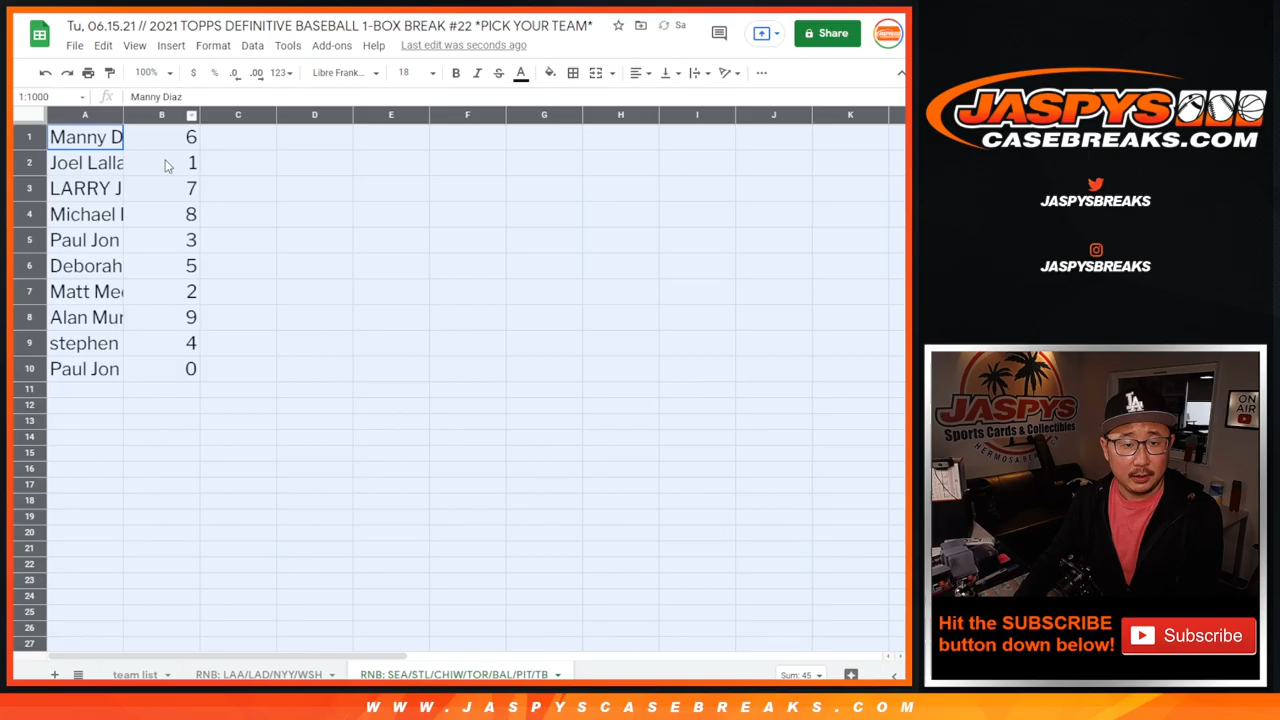 Tu, 06.15.21 // 2021 TOPPS DEFINITIVE BASEBALL 1-BOX BREAK #22 *PICK YOUR TEAM*
Sa
Share
File Edit View Insert Format Data Tools Add-ons Help Last edit was seconds ago
100% $ % .0 .00 123 Libre Frank... 18 B I S A
1:1000 fx Manny Diaz
A B C D E F G H I J K
1 Manny D 6
2 Joel Lalla 1
3 LARRY J 7
4 Michael 8
5 Paul Jon 3
6 Deborah 5
7 Matt Me 2
8 Alan Mur 9
9 stephen 4
10 Paul Jon 0
11
12
13
14
15
16
17
18
19
20
21
22
23
24
25
26
27
team list RNB: LAA/LAD/NYY/WSH RNB: SEA/STL/CHIW/TOR/BAL/PIT/TB Sum: 45
JASPYS
CASEBREAKS.COM
JASPYSBREAKS
JASPYSBREAKS
JASPYS
Sports Cards & Collectibles
HERMOSA BEACH
LA
ON
AIR
Hit the SUBSCRIBE
button down below!
Subscribe
WWW.JASPYSCASEBREAKS.COM